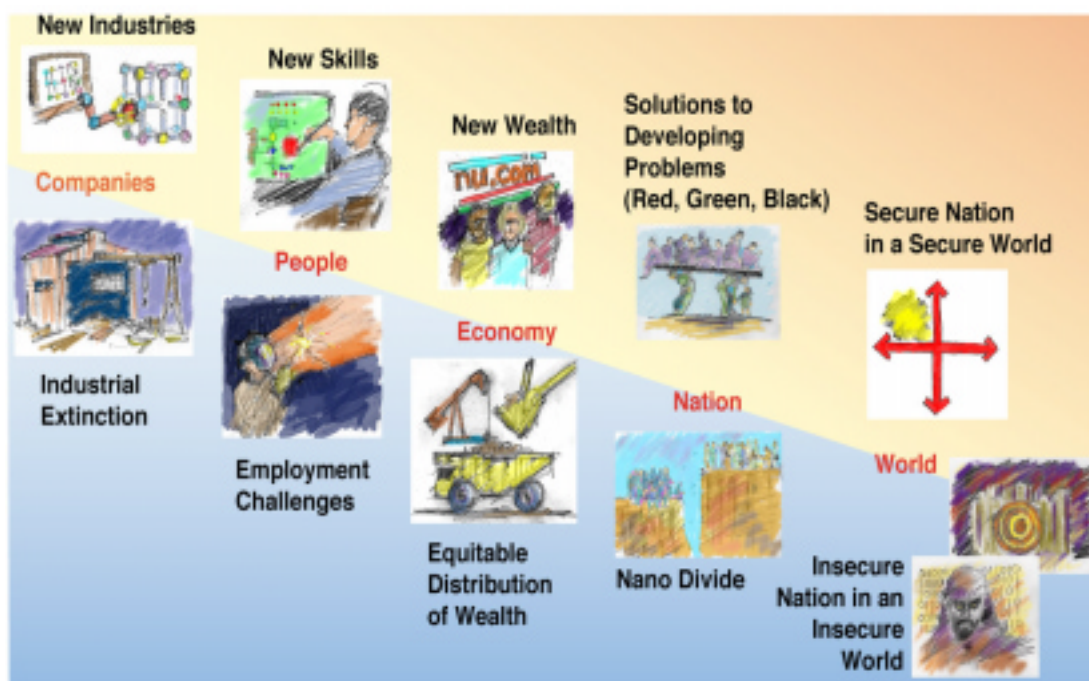 New Industries
New Skills
New Wealth
nu.com
Solutions to
Developing
Problems
(Red, Green, Black)
Secure Nation
in a Secure World
Companies
People
Economy
Nation
World
Industrial
Extinction
Employment
Challenges
Equitable
Distribution
of Wealth
Nano Divide
Insecure
Nation in an
Insecure
World